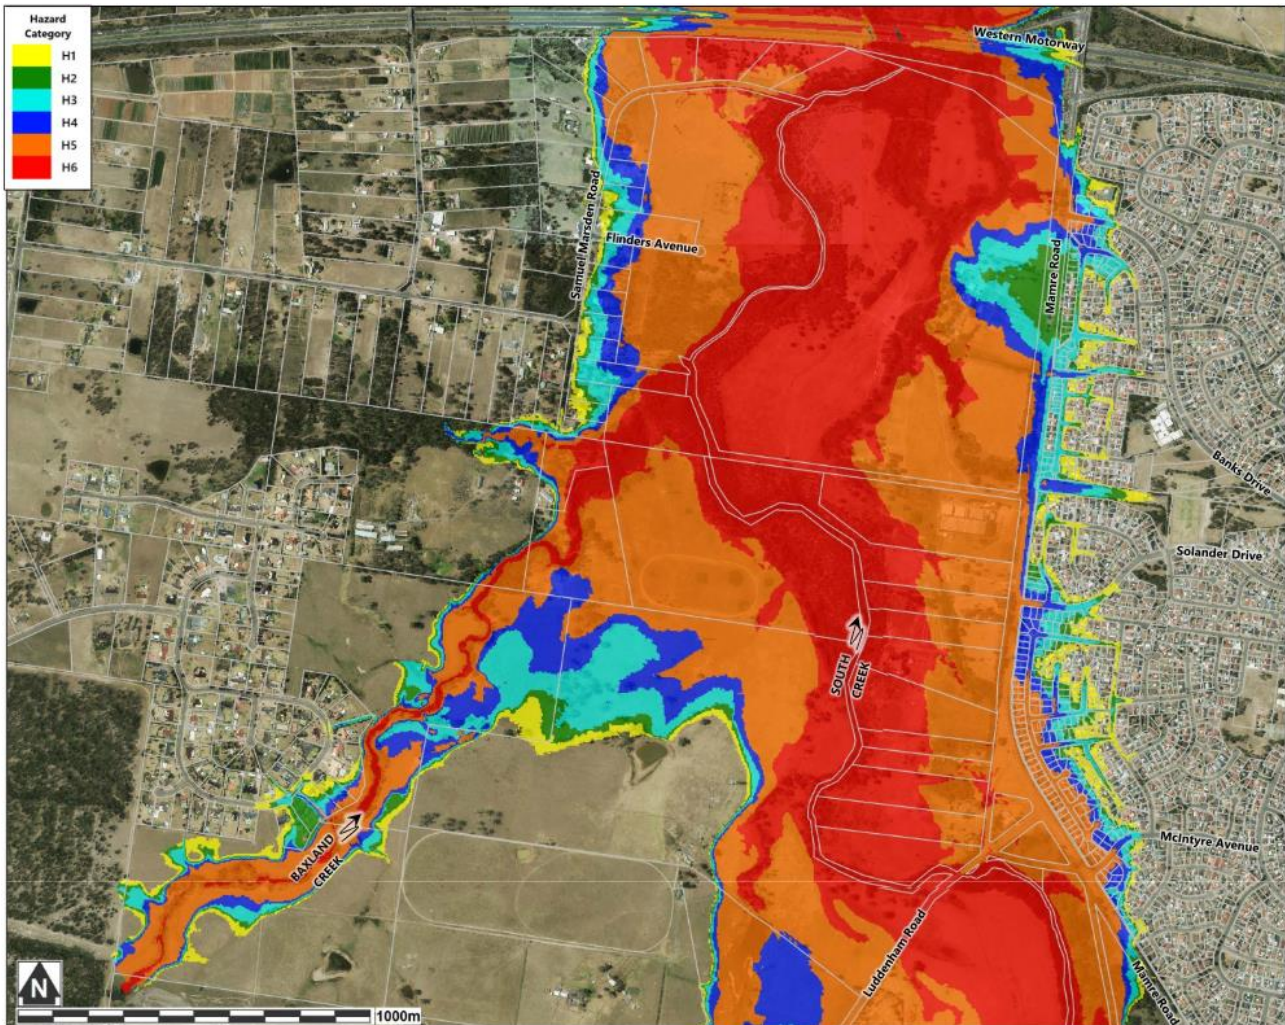 Hazard
Category
H1
H2
H3
H4
H5
H6
Western Motorway
Samuel Marsden Road
Flinders Avenue
Mamre Road
Banks Drive
Solander Drive
SOUTH
CREEK
BAXLAND
CREEK
McIntyre Avenue
Luddenham Road
Mamre Road
N
1000m